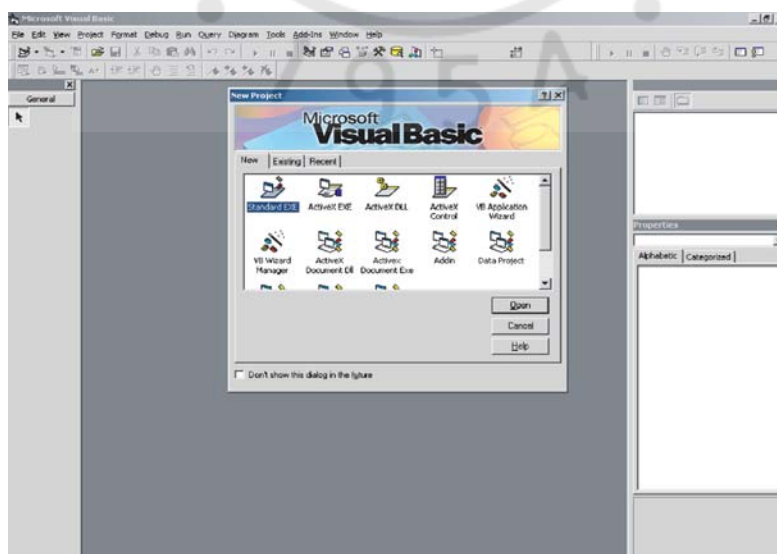 Microsoft Visual Basic
File Edit View Project Format Debug Run Query Diagram Tools Add-Ins Window Help
General
New Project
Microsoft
Visual Basic
New Existing Recent
Standard EXE ActiveX EXE ActiveX DLL ActiveX Control VB Application Wizard
VB Wizard Manager ActiveX Document Dll Activex Document Exe Addin Data Project
Open
Cancel
Help
Don't show this dialog in the future
Properties
Alphabetic Categorized